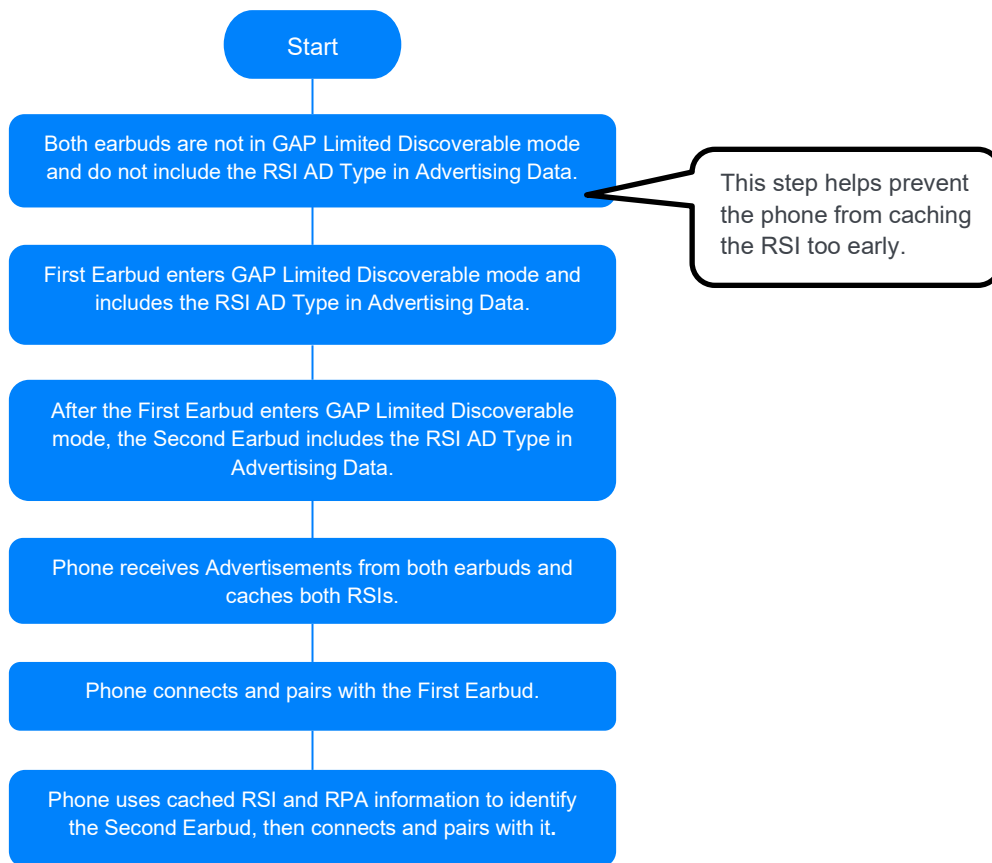 Start
Both earbuds are not in GAP Limited Discoverable mode
and do not include the RSI AD Type in Advertising Data.
This step helps prevent
the phone from caching
the RSI too early.
First Earbud enters GAP Limited Discoverable mode and
includes the RSI AD Type in Advertising Data.
After the First Earbud enters GAP Limited Discoverable
mode, the Second Earbud includes the RSI AD Type in
Advertising Data.
Phone receives Advertisements from both earbuds and
caches both RSIs.
Phone connects and pairs with the First Earbud.
Phone uses cached RSI and RPA information to identify
the Second Earbud, then connects and pairs with it.